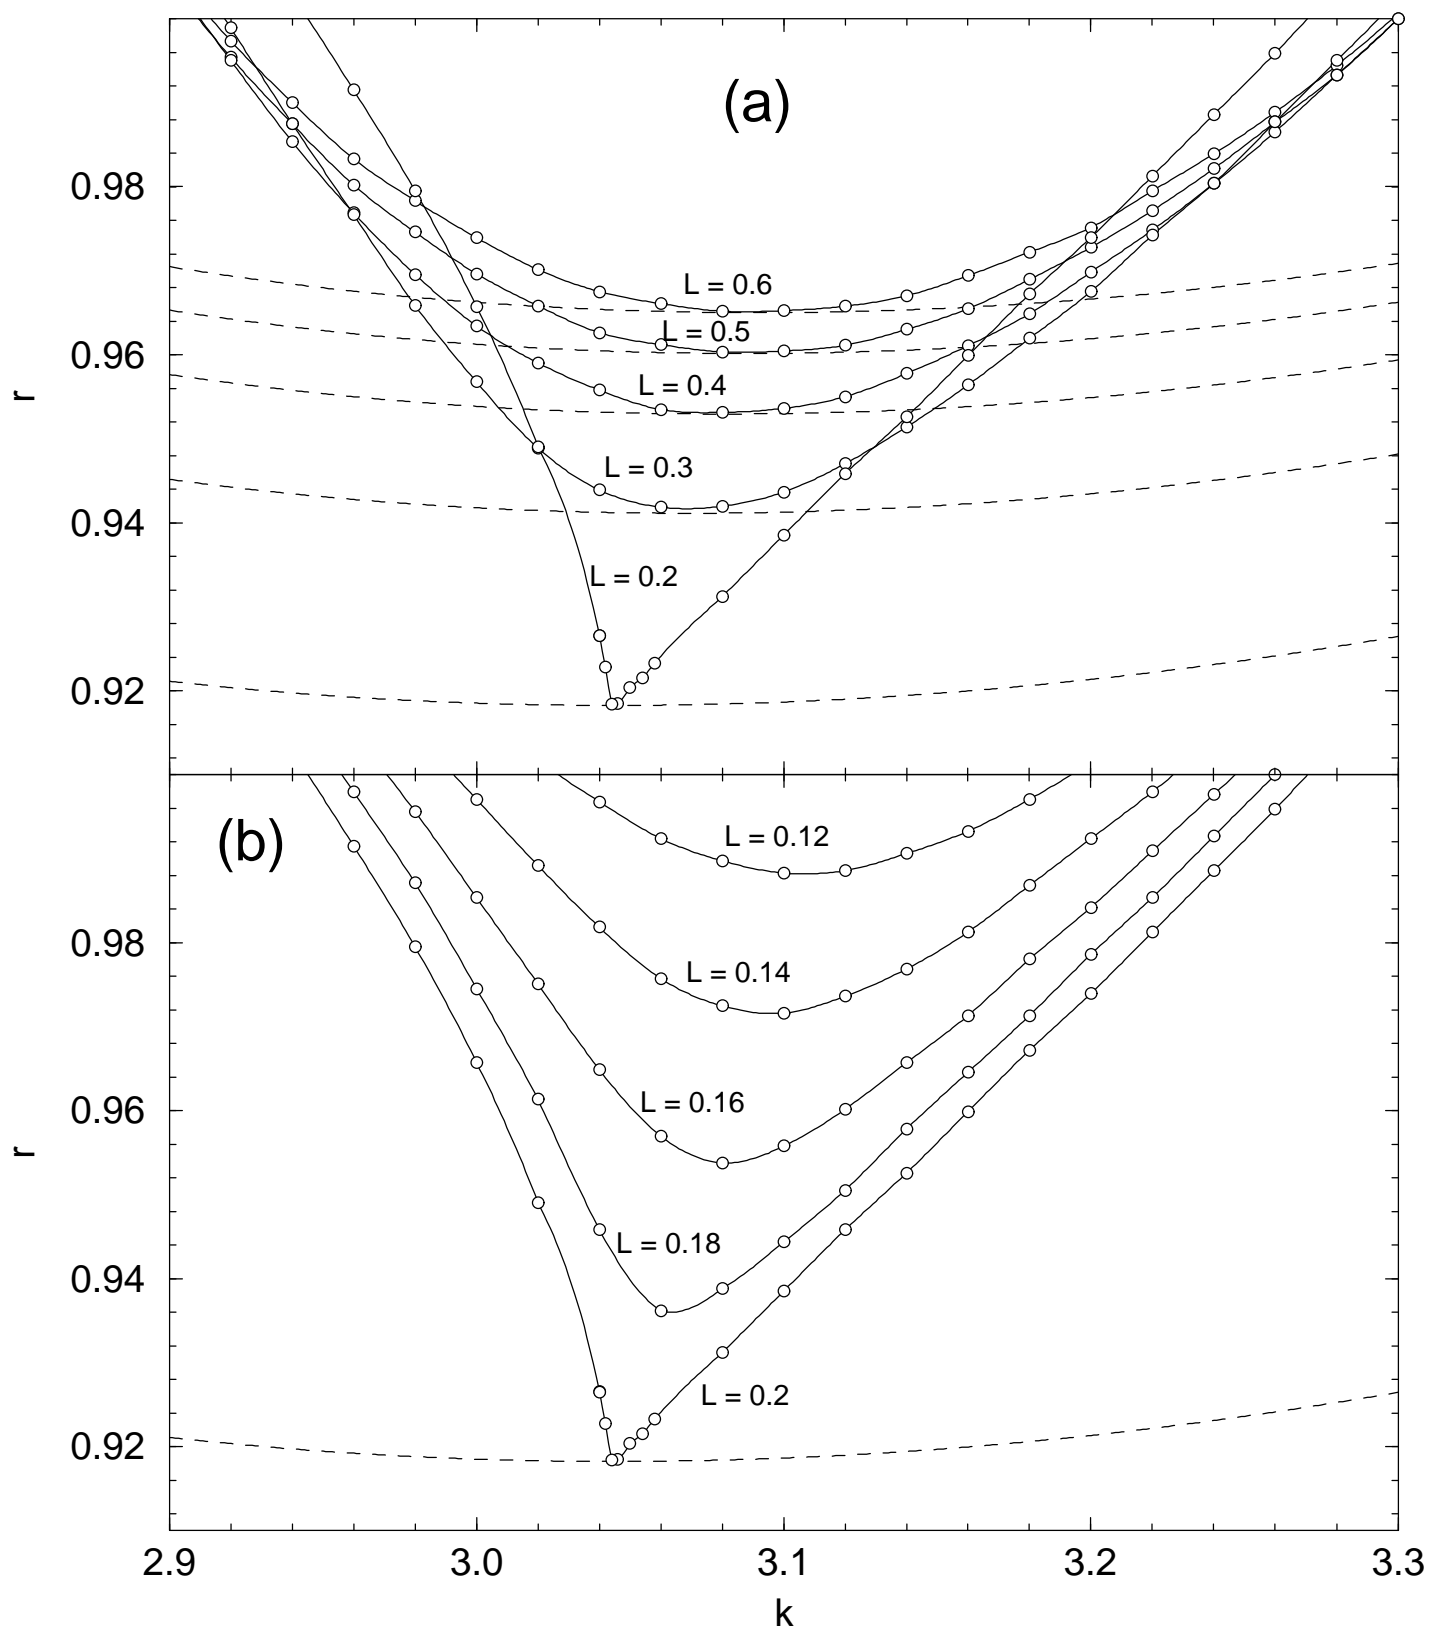 (a)
0.98
L = 0.6
L = 0.5
0.96
L = 0.4
r
L = 0.3
0.94
L = 0.2
0.92
(b)
L = 0.12
0.98
L = 0.14
0.96
L = 0.16
r
L = 0.18
0.94
L = 0.2
0.92
2.9 3.0 3.1 3.2 3.3
k